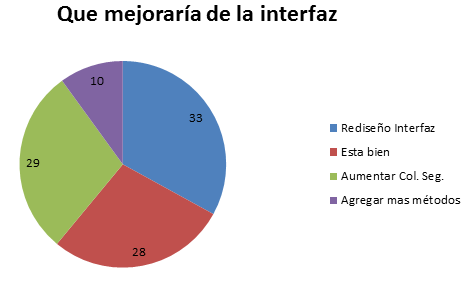 Que mejoraría de la interfaz
10
33
29
28
Rediseño Interfaz
Esta bien
Aumentar Col. Seg.
Agregar mas métodos